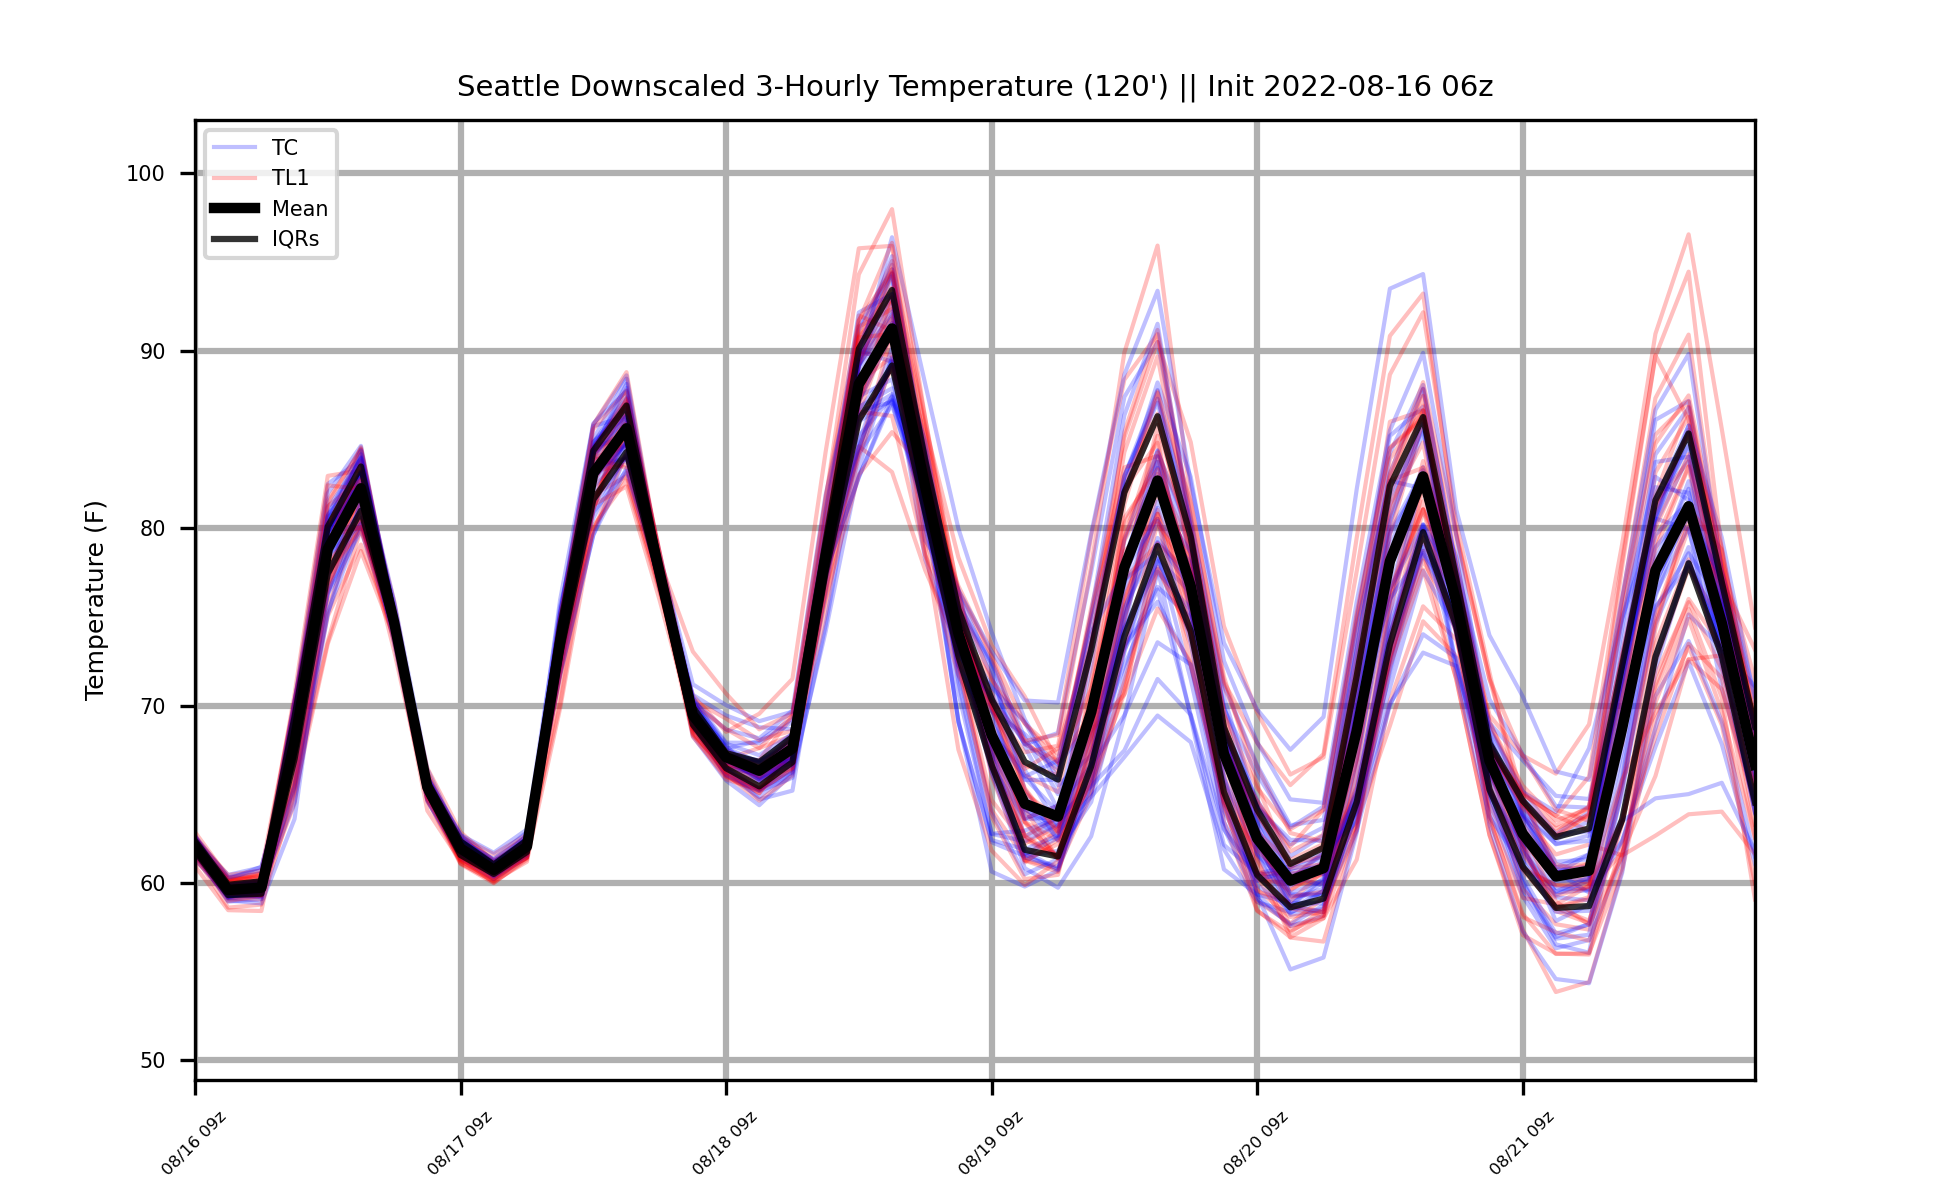 Seattle Downscaled 3-Hourly Temperature (120') || Init 2022-08-16 06z
TC
TL1
Mean
IQRs
Temperature (F)
100
90
80
70
60
50
08/16 09z
08/17 09z
08/18 09z
08/19 09z
08/20 09z
08/21 09z